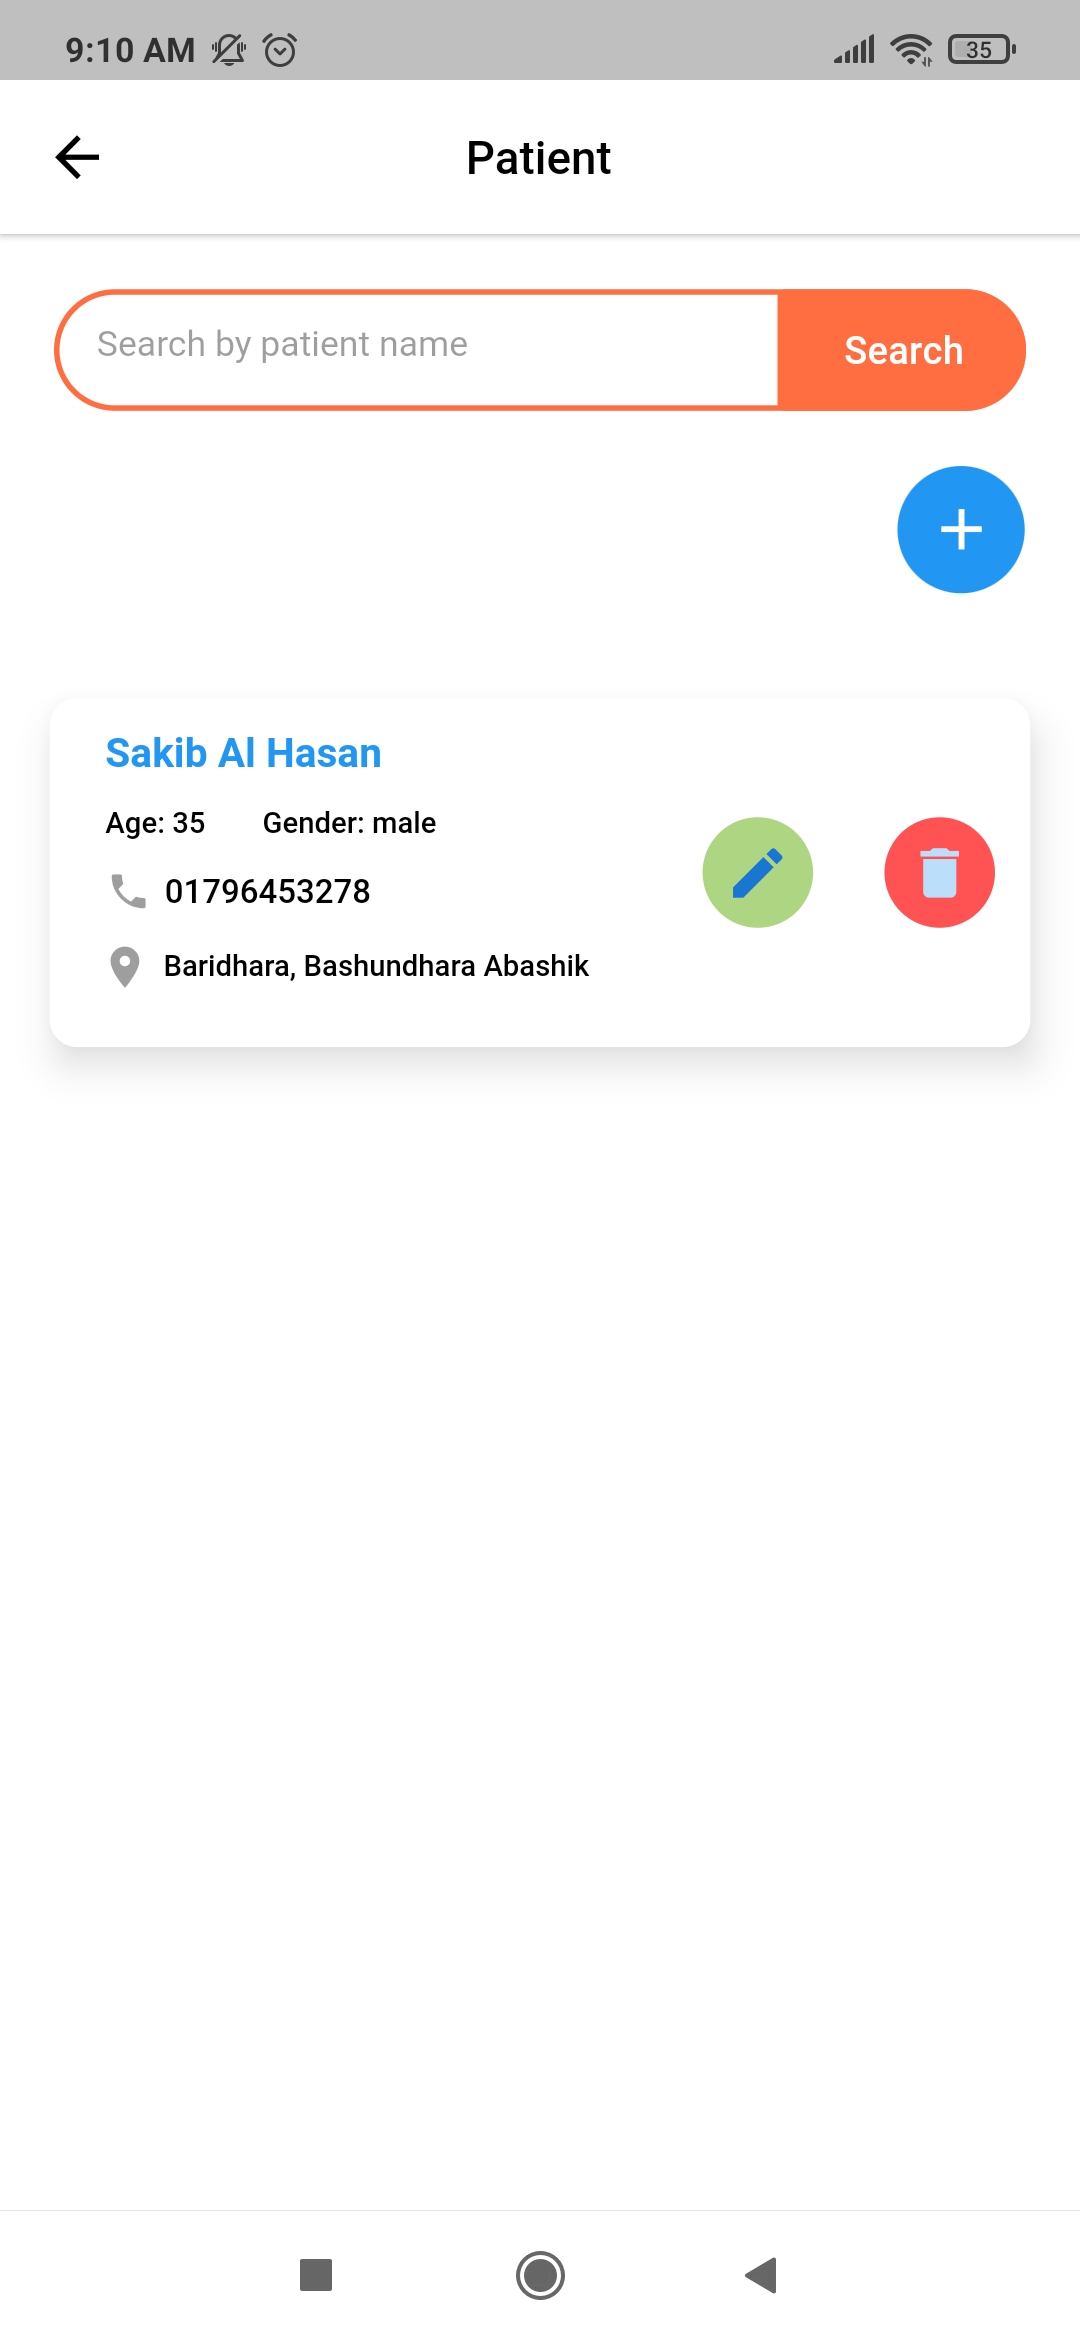 9:10 AM 35
Patient
Search by patient name Search
Sakib Al Hasan
Age: 35 Gender: male
01796453278
Baridhara, Bashundhara Abashik